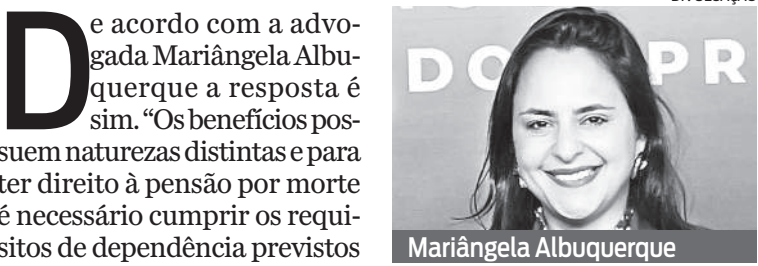 De acordo com a advo-
gada Mariângela Albu-
querque a resposta é
sim. “Os benefícios pos-
suem naturezas distintas e para
ter direito à pensão por morte
é necessário cumprir os requi-
sitos de dependência previstos
DO PR
Mariângela Albuquerque